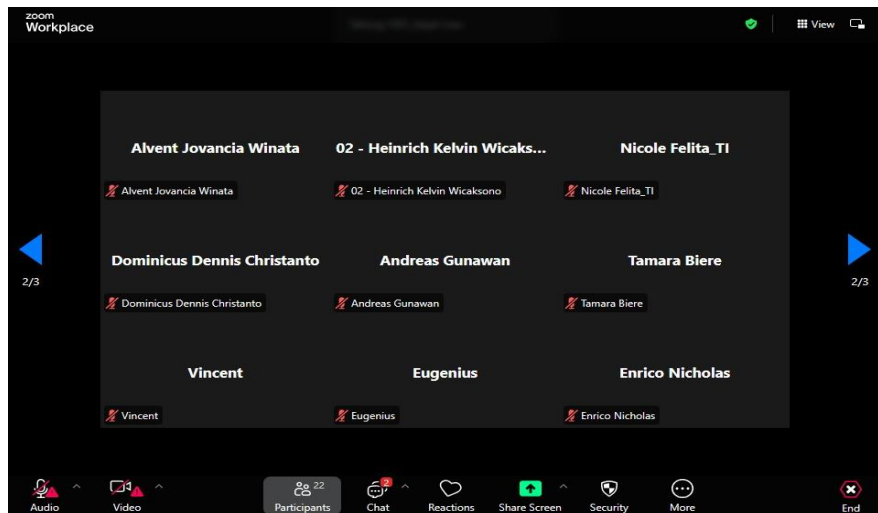 zoom
Workplace
View
Alvent Jovancia Winata
02 - Heinrich Kelvin Wicaks...
Nicole Felita_TI
Alvent Jovancia Winata
02 - Heinrich Kelvin Wicaksono
Nicole Felita_TI
Dominicus Dennis Christanto
Andreas Gunawan
Tamara Biere
2/3
2/3
Dominicus Dennis Christanto
Andreas Gunawan
Tamara Biere
Vincent
Eugenius
Enrico Nicholas
Vincent
Eugenius
Enrico Nicholas
22
2
Audio
Video
Participants
Chat
Reactions
Share Screen
Security
More
End